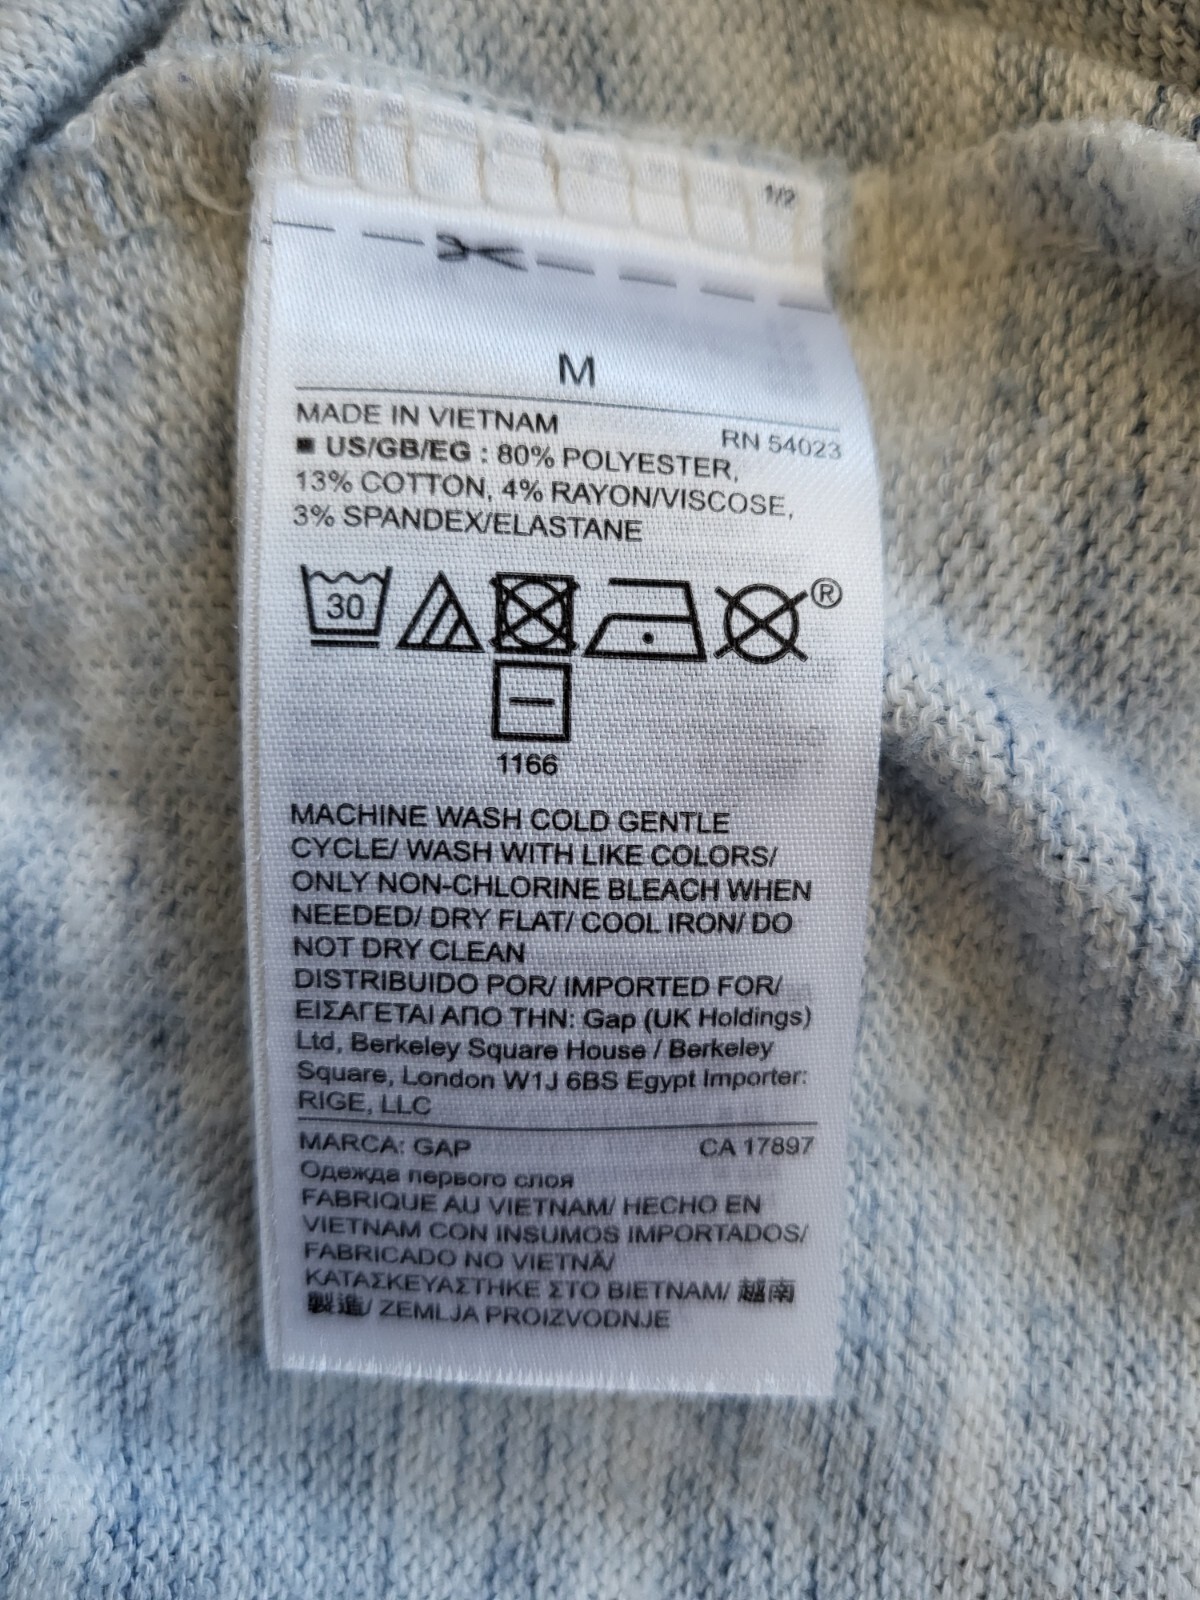 1/2
M
MADE IN VIETNAM
RN 54023
■ US/GB/EG : 80% POLYESTER,
13% COTTON, 4% RAYON/VISCOSE,
3% SPANDEX/ELASTANE
30
®
1166
MACHINE WASH COLD GENTLE
CYCLE/ WASH WITH LIKE COLORS/
ONLY NON-CHLORINE BLEACH WHEN
NEEDED/ DRY FLAT/ COOL IRON/ DO
NOT DRY CLEAN
DISTRIBUIDO POR/ IMPORTED FOR/
ΕΙΣΑΓΕΤΑΙ ΑΠΟ ΤΗΝ: Gap (UK Holdings)
Ltd, Berkeley Square House / Berkeley
Square, London W1J 6BS Egypt Importer:
RIGE, LLC
MARCA: GAP CA 17897
Одежда первого слоя
FABRIQUE AU VIETNAM/ HECHO EN
VIETNAM CON INSUMOS IMPORTADOS/
FABRICADO NO VIETNÃ/
ΚΑΤΑΣΚΕΥΑΣΤΗΚΕ ΣΤΟ ΒΙΕΤΝΑΜ/ 越南
製造/ ZEMLJA PROIZVODNJE